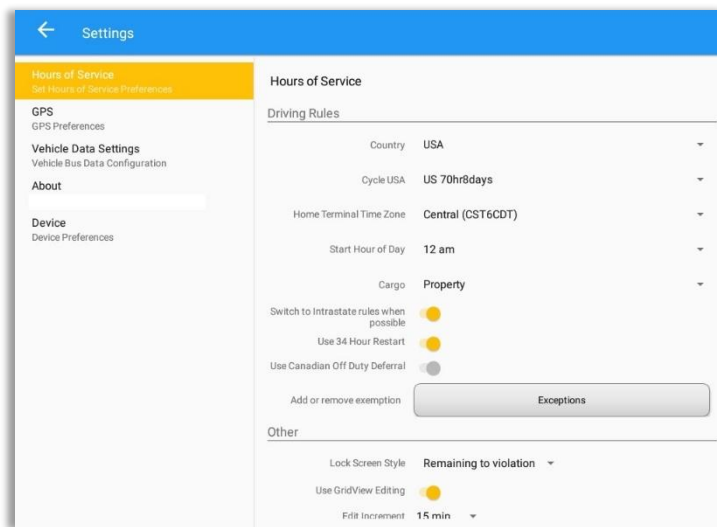 Settings
Hours of Service
Set Hours of Service Preferences
GPS
GPS Preferences
Vehicle Data Settings
Vehicle Bus Data Configuration
About
Device
Device Preferences
Hours of Service
Driving Rules
Country USA
Cycle USA US 70hr8days
Home Terminal Time Zone Central (CST6CDT)
Start Hour of Day 12 am
Cargo Property
Switch to Intrastate rules when
possible
Use 34 Hour Restart
Use Canadian Off Duty Deferral
Add or remove exemption Exceptions
Other
Lock Screen Style Remaining to violation
Use GridView Editing
Edit Increment 15 min